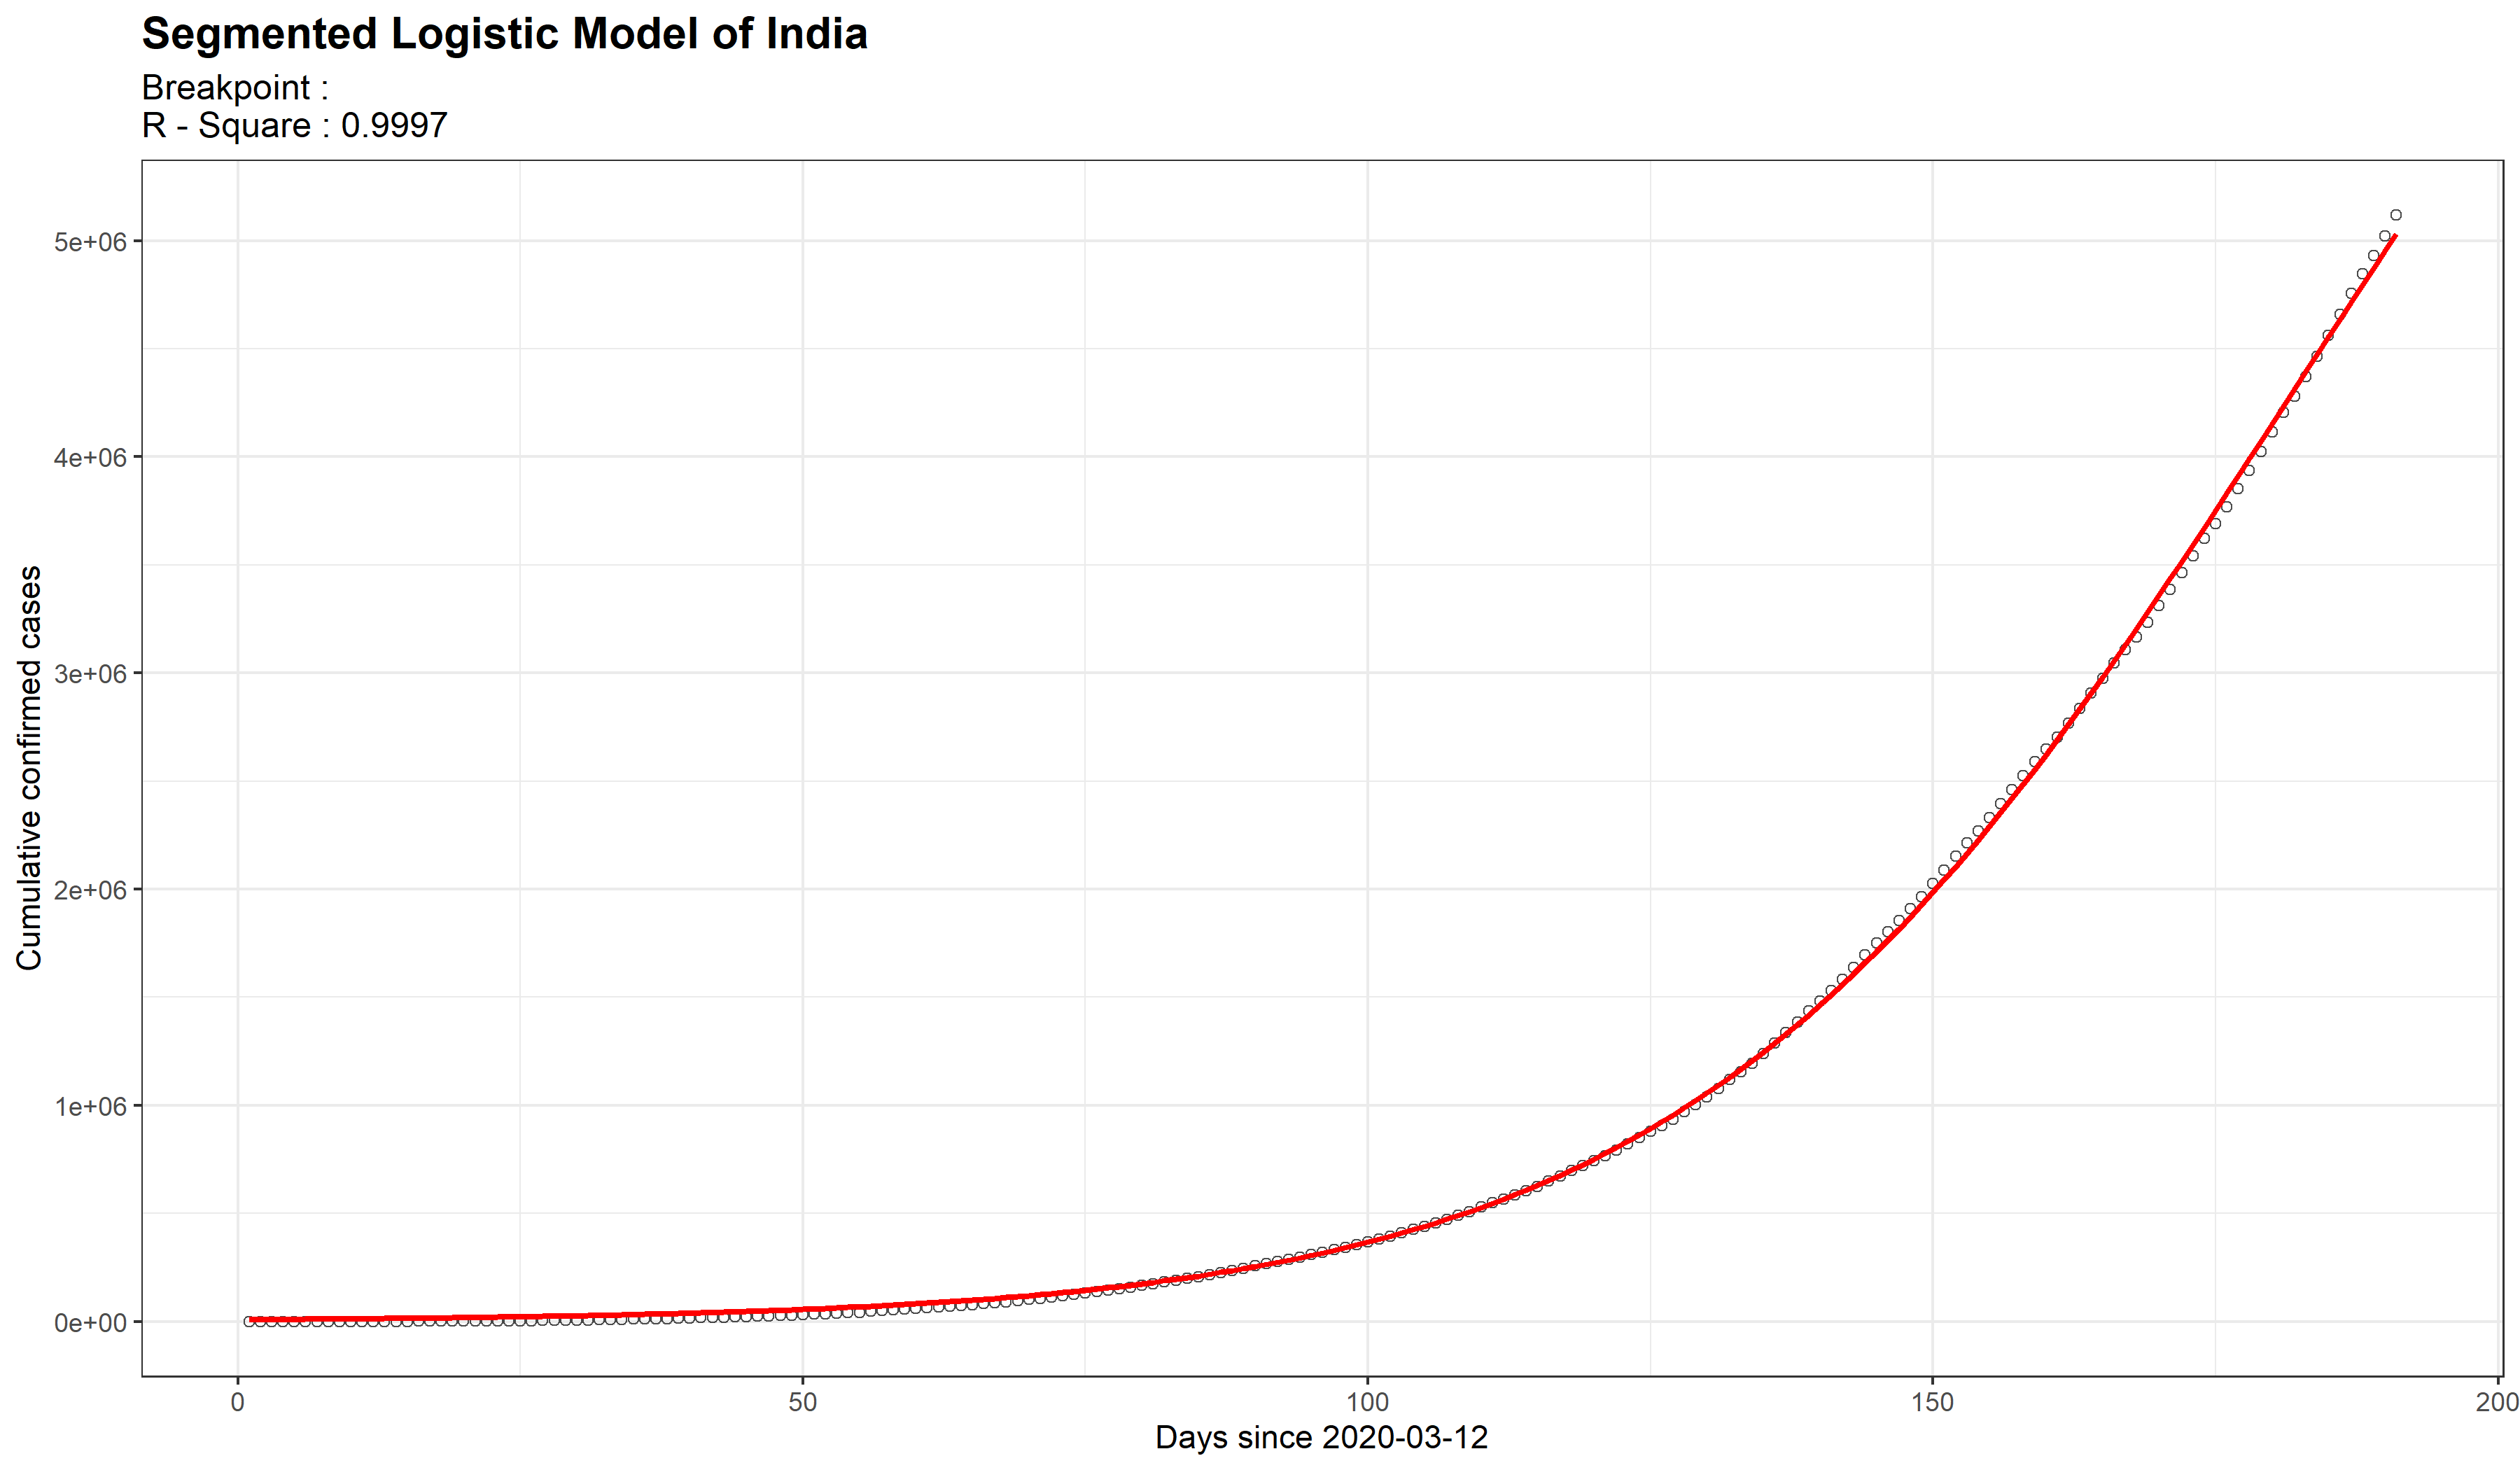 Segmented Logistic Model of India
Breakpoint :
R - Square : 0.9997
Cumulative confirmed cases
5e+06
4e+06
3e+06
2e+06
1e+06
0e+00
0 50 100 150 200
Days since 2020-03-12